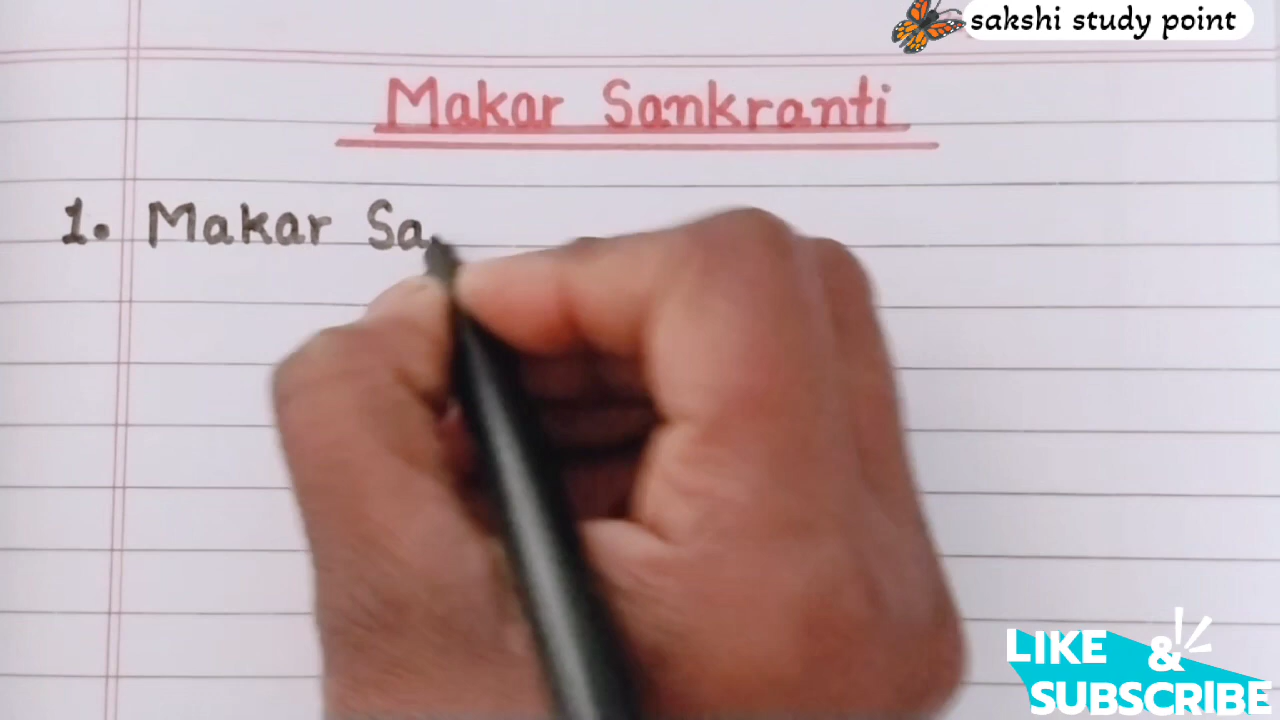 sakshi study point
Makar Sankranti
1. Makar Sa
LIKE &
SUBSCRIBE